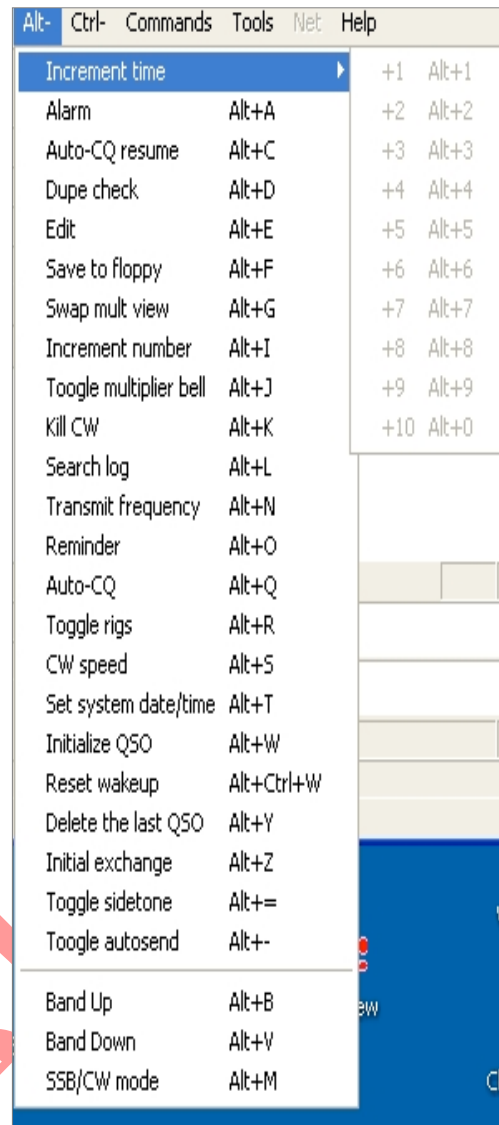 Alt- Ctrl- Commands Tools Net Help
Increment time
Alarm Alt+A
Auto-CQ resume Alt+C
Dupe check Alt+D
Edit Alt+E
Save to floppy Alt+F
Swap mult view Alt+G
Increment number Alt+I
Toogle multiplier bell Alt+J
Kill CW Alt+K
Search log Alt+L
Transmit frequency Alt+N
Reminder Alt+O
Auto-CQ Alt+Q
Toggle rigs Alt+R
CW speed Alt+S
Set system date/time Alt+T
Initialize QSO Alt+W
Reset wakeup Alt+Ctrl+W
Delete the last QSO Alt+Y
Initial exchange Alt+Z
Toggle sidetone Alt+=
Toogle autosend Alt+-
Band Up Alt+B
Band Down Alt+V
SSB/CW mode Alt+M
+1 Alt+1
+2 Alt+2
+3 Alt+3
+4 Alt+4
+5 Alt+5
+6 Alt+6
+7 Alt+7
+8 Alt+8
+9 Alt+9
+10 Alt+0